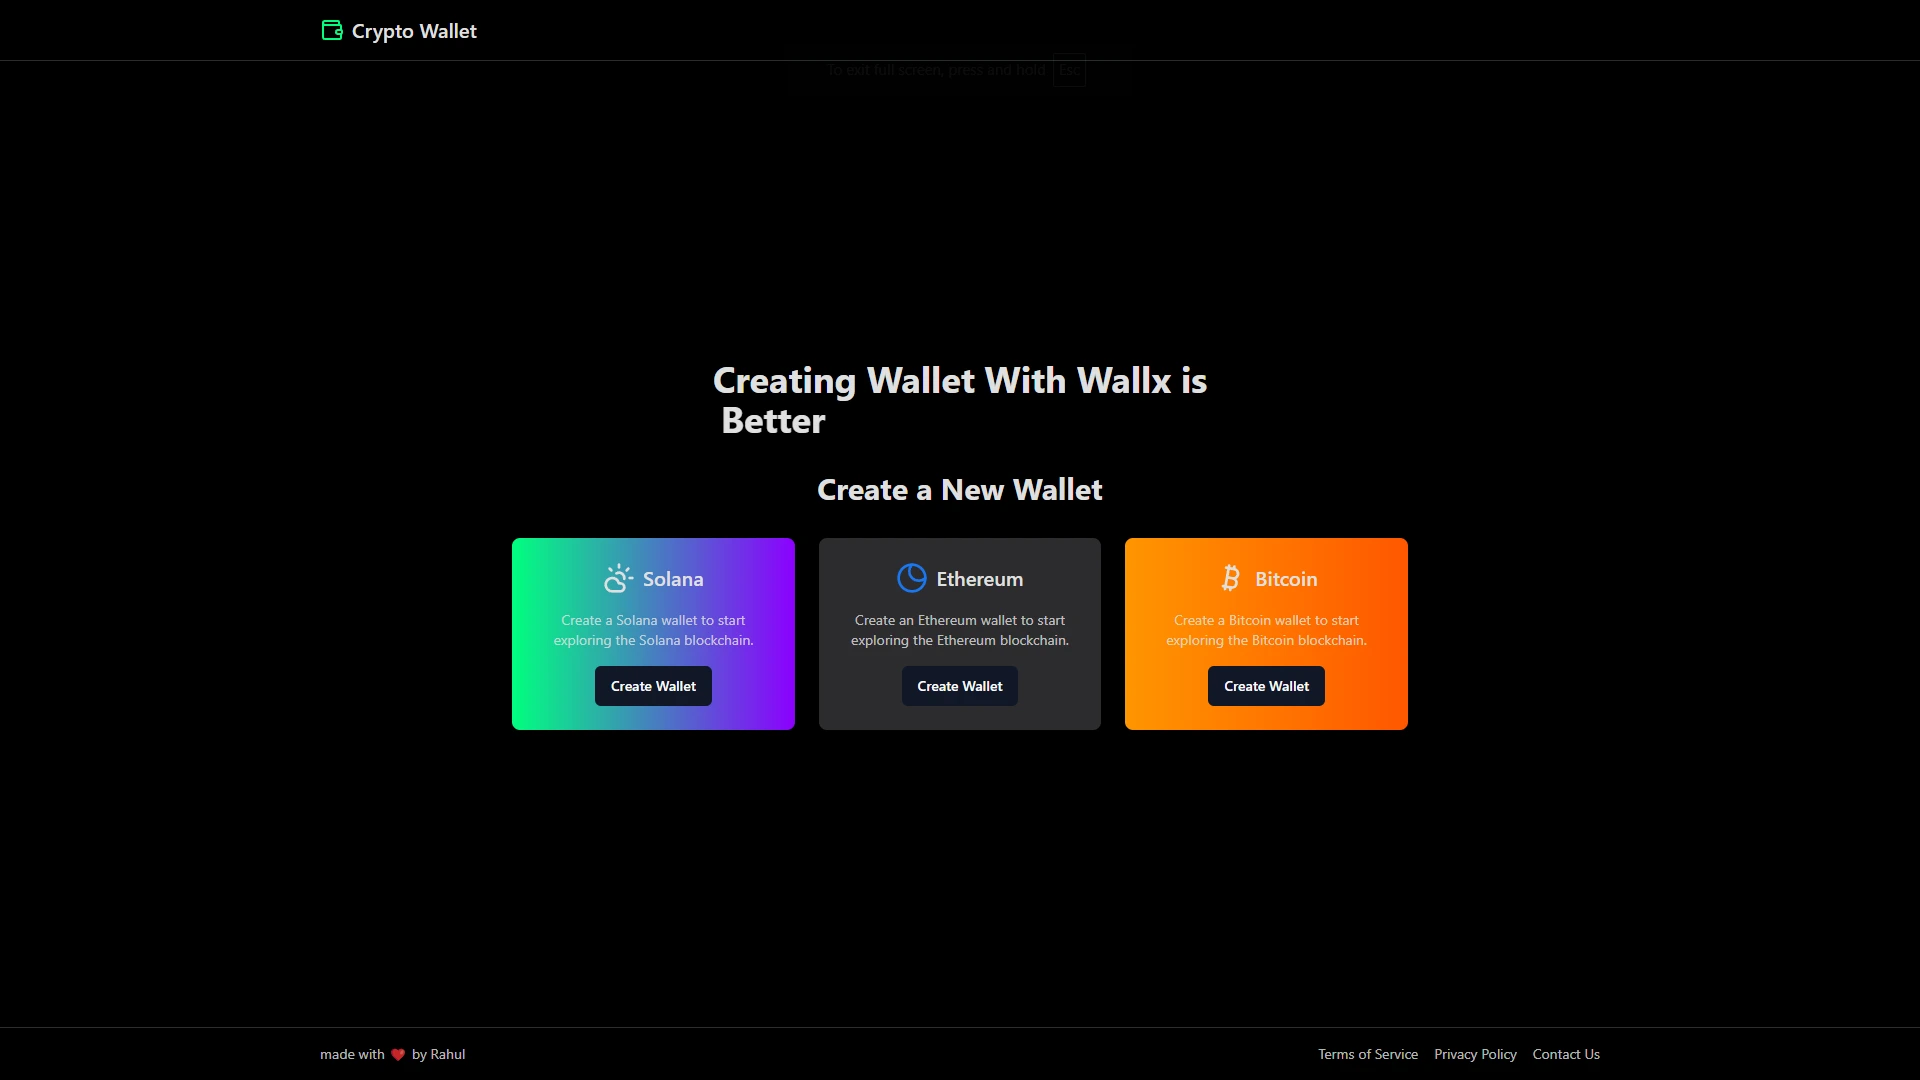 Crypto Wallet
To exit full screen, press and hold Esc
Creating Wallet With Wallx is
Better
Create a New Wallet
Solana
Create a Solana wallet to start
exploring the Solana blockchain.
Create Wallet
Ethereum
Create an Ethereum wallet to start
exploring the Ethereum blockchain.
Create Wallet
Bitcoin
Create a Bitcoin wallet to start
exploring the Bitcoin blockchain.
Create Wallet
made with ❤️ by Rahul
Terms of Service Privacy Policy Contact Us